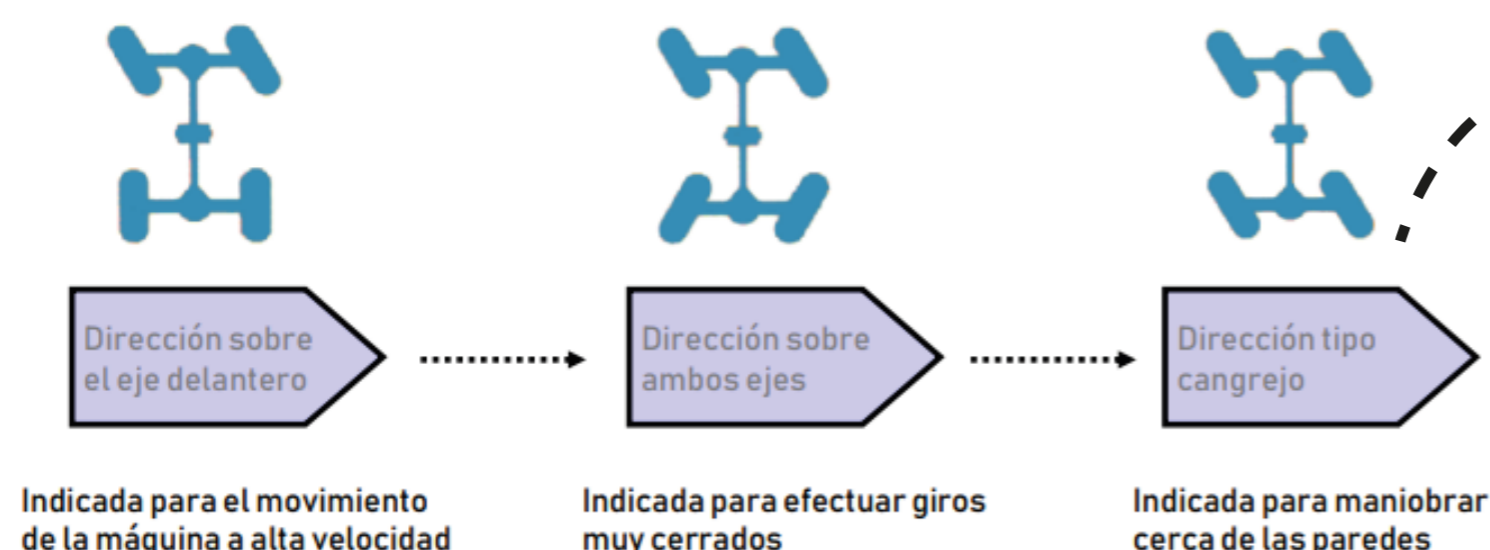 Dirección sobre
el eje delantero
Dirección sobre
ambos ejes
Dirección tipo
cangrejo
Indicada para el movimiento
de la máquina a alta velocidad
Indicada para efectuar giros
muy cerrados
Indicada para maniobrar
cerca de las paredes